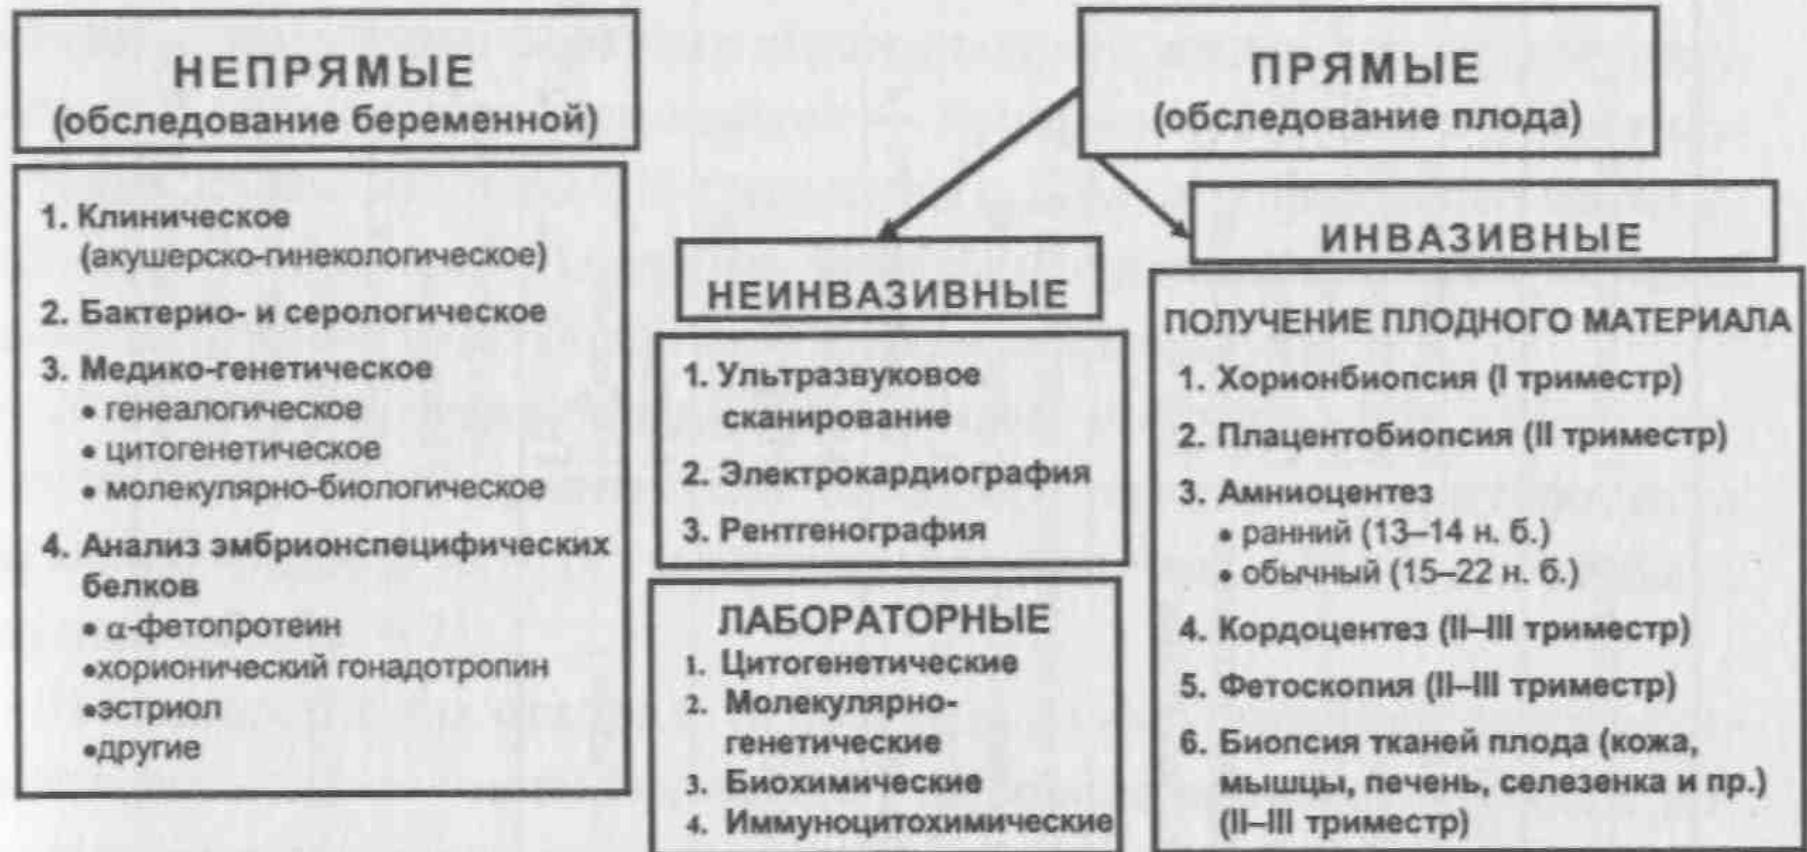 НЕПРЯМЫЕ
(обследование беременной)
1. Клиническое
(акушерско-гинекологическое)
2. Бактерио- и серологическое
3. Медико-генетическое
• генеалогическое
• цитогенетическое
• молекулярно-биологическое
4. Анализ эмбрионспецифических
белков
• α-фетопротеин
•хорионический гонадотропин
•эстриол
•другие
ПРЯМЫЕ
(обследование плода)
НЕИНВАЗИВНЫЕ
1. Ультразвуковое
сканирование
2. Электрокардиография
3. Рентгенография
ЛАБОРАТОРНЫЕ
1. Цитогенетические
2. Молекулярно-
генетические
3. Биохимические
4. Иммуноцитохимические
ИНВАЗИВНЫЕ
ПОЛУЧЕНИЕ ПЛОДНОГО МАТЕРИАЛА
1. Хорионбиопсия (I триместр)
2. Плацентобиопсия (II триместр)
3. Амниоцентез
• ранний (13–14 н. б.)
• обычный (15–22 н. б.)
4. Кордоцентез (II–III триместр)
5. Фетоскопия (II–III триместр)
6. Биопсия тканей плода (кожа,
мышцы, печень, селезенка и пр.)
(II–III триместр)